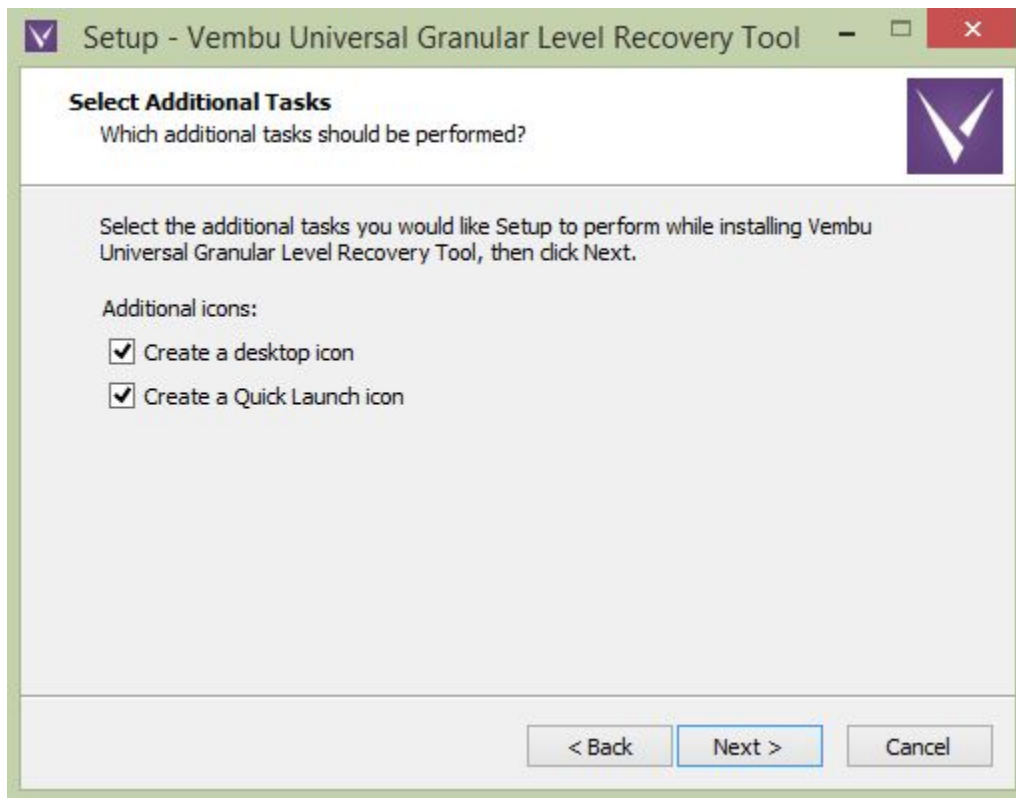 Setup - Vembu Universal Granular Level Recovery Tool
Select Additional Tasks
Which additional tasks should be performed?
Select the additional tasks you would like Setup to perform while installing Vembu
Universal Granular Level Recovery Tool, then click Next.
Additional icons:
Create a desktop icon
Create a Quick Launch icon
< Back Next > Cancel